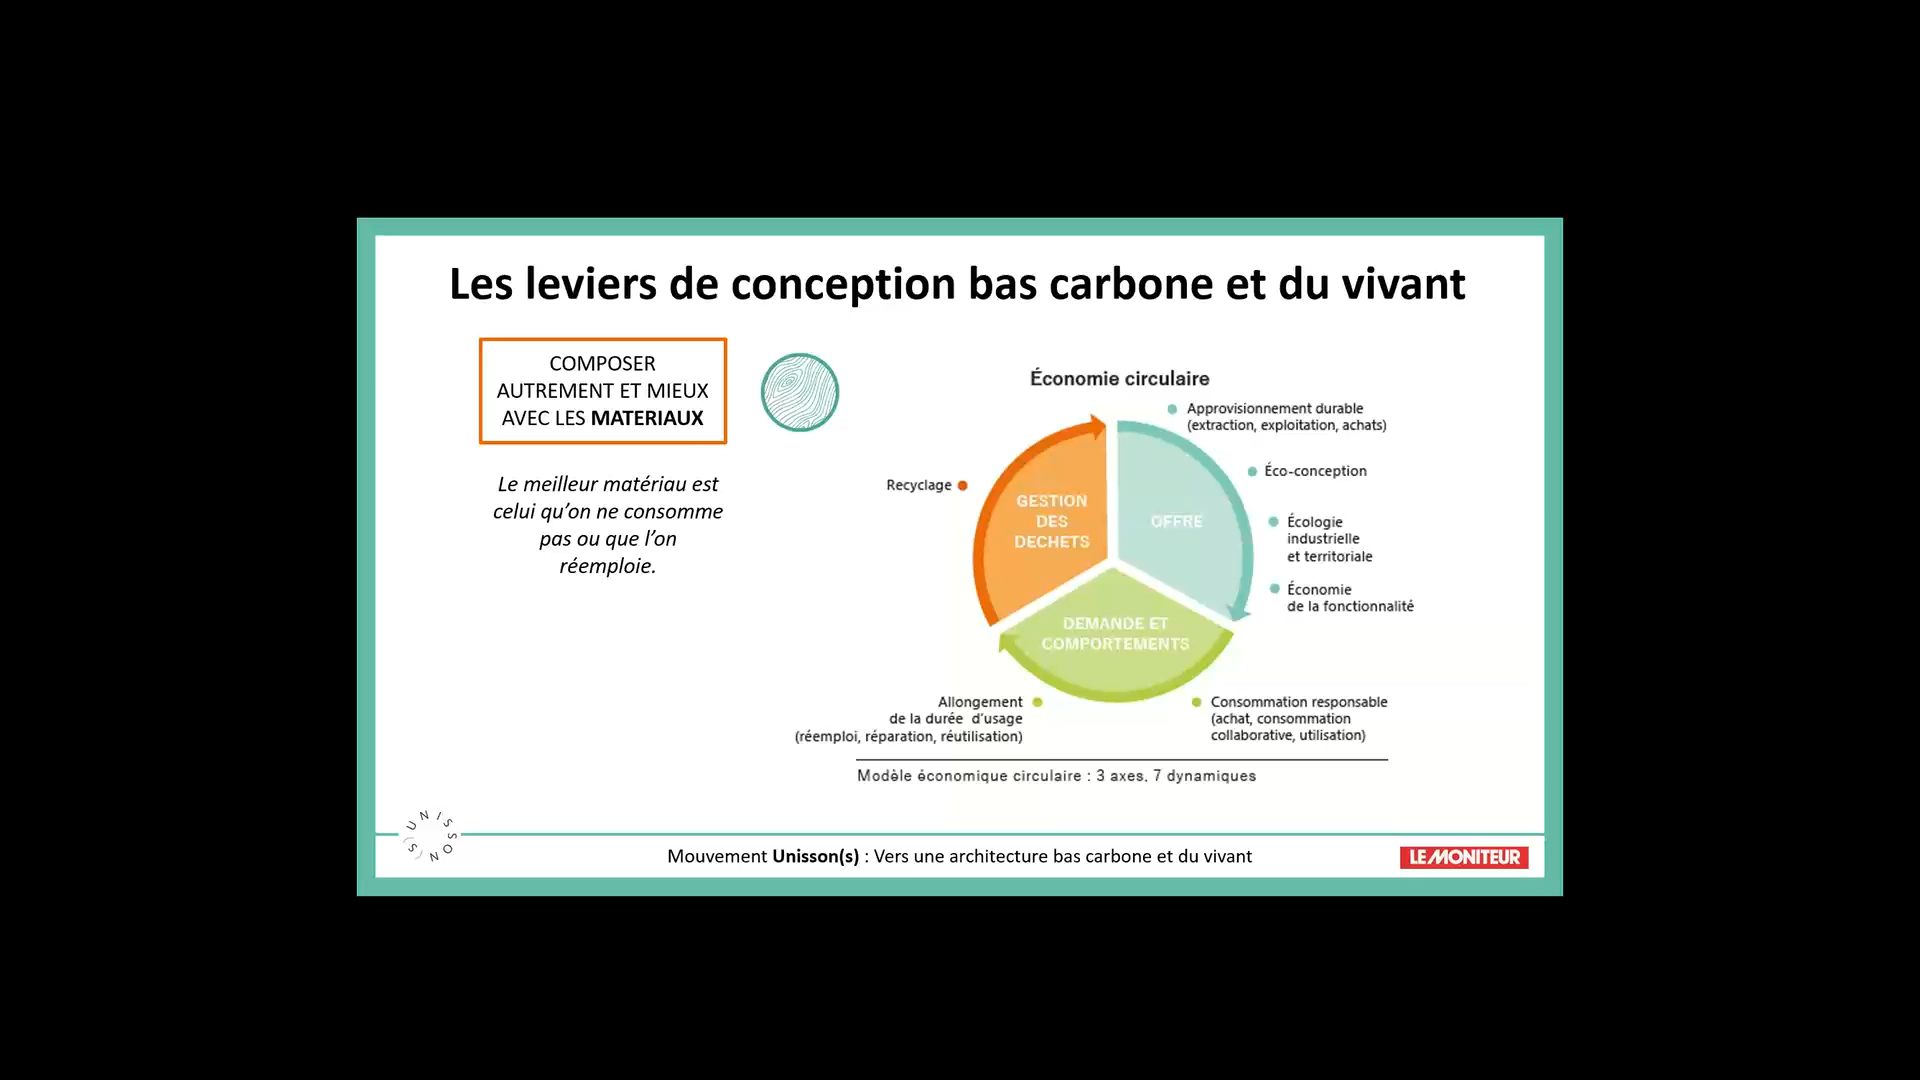 Les leviers de conception bas carbone et du vivant
COMPOSER
AUTREMENT ET MIEUX
AVEC LES MATERIAUX
Le meilleur matériau est
celui qu’on ne consomme
pas ou que l’on
réemploie.
Économie circulaire
Approvisionnement durable
(extraction, exploitation, achats)
Éco-conception
Écologie
industrielle
et territoriale
Économie
de la fonctionnalité
Recyclage
GESTION
DES
DECHETS
OFFRE
DEMANDE ET
COMPORTEMENTS
Allongement
de la durée d’usage
(réemploi, réparation, réutilisation)
Consommation responsable
(achat, consommation
collaborative, utilisation)
Modèle économique circulaire : 3 axes, 7 dynamiques
UNISSON(S)
Mouvement Unisson(s) : Vers une architecture bas carbone et du vivant
LE MONITEUR